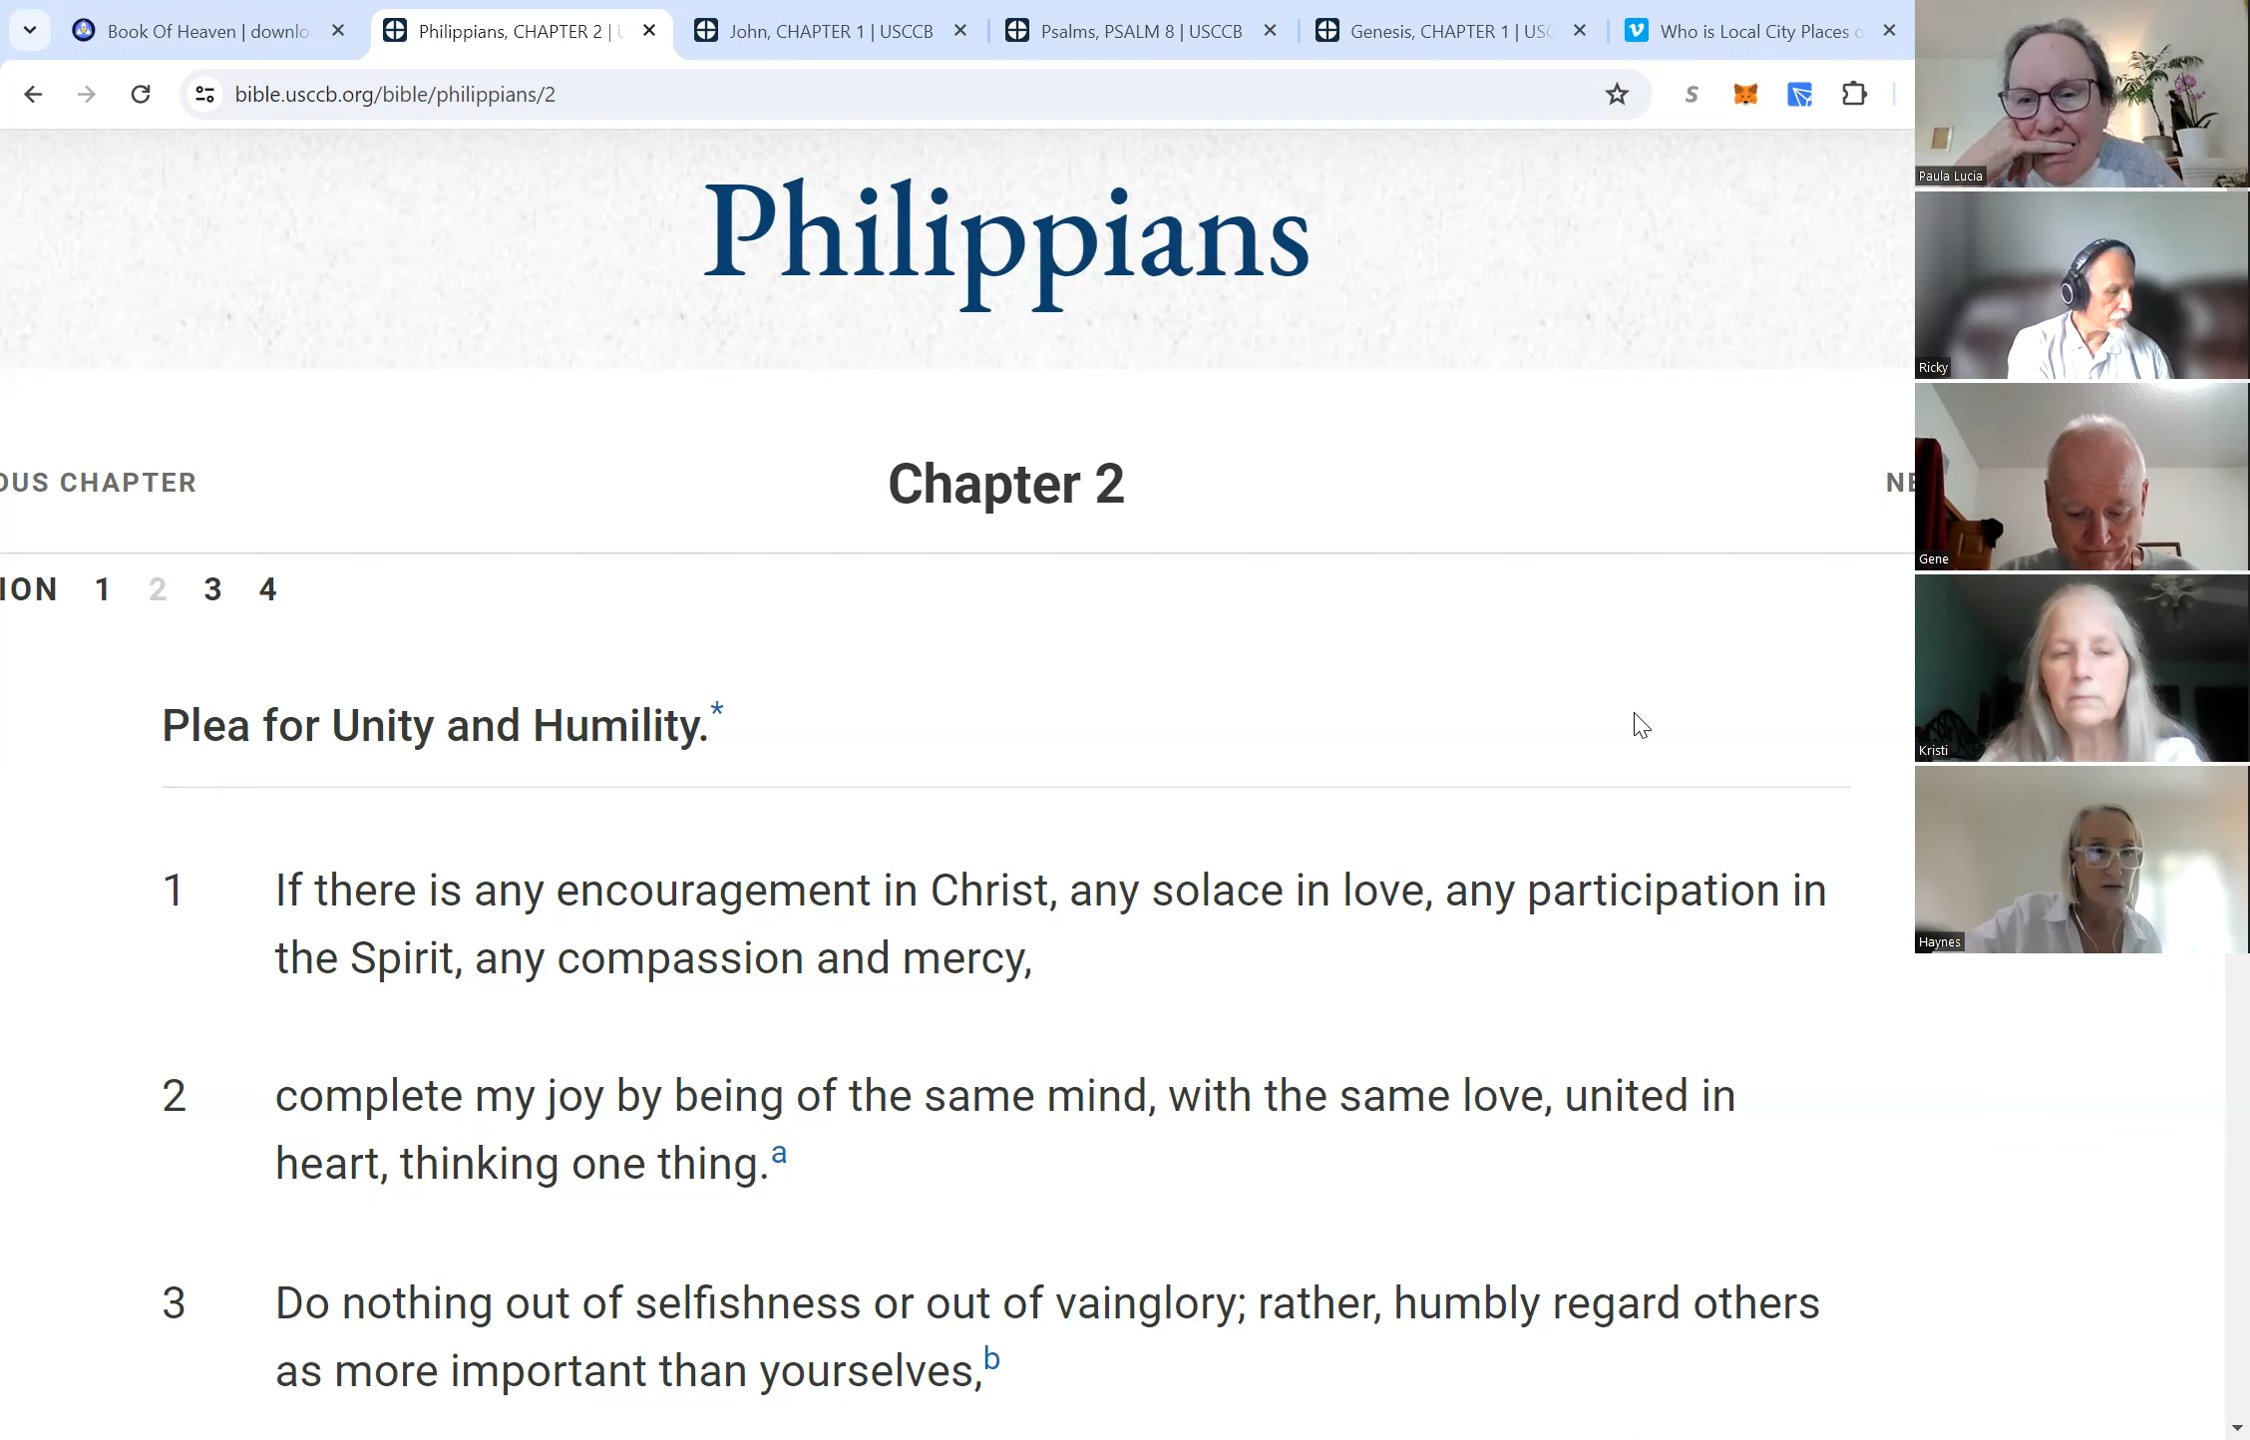 Book Of Heaven | downlo
Philippians, CHAPTER 2 | U
John, CHAPTER 1 | USCCB
Psalms, PSALM 8 | USCCB
Genesis, CHAPTER 1 | USC
Who is Local City Places o
bible.usccb.org/bible/philippians/2
Philippians
OUS CHAPTER
Chapter 2
NE
ION 1 2 3 4
Plea for Unity and Humility.*
1 If there is any encouragement in Christ, any solace in love, any participation in
the Spirit, any compassion and mercy,
2 complete my joy by being of the same mind, with the same love, united in
heart, thinking one thing.a
3 Do nothing out of selfishness or out of vainglory; rather, humbly regard others
as more important than yourselves,b
Paula Lucia
Ricky
Gene
Kristi
Haynes